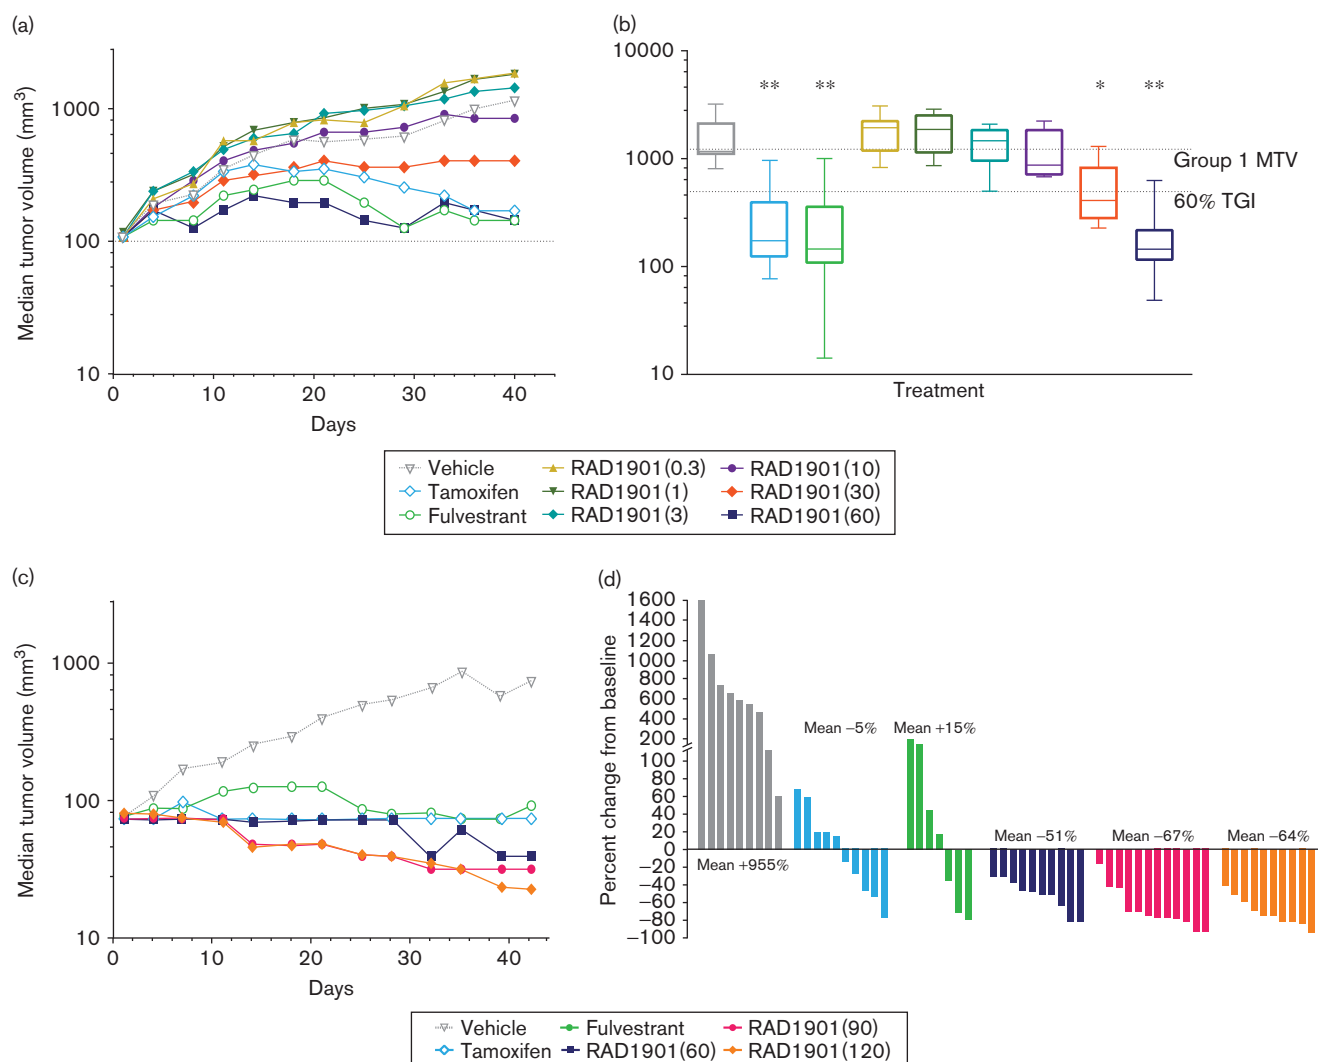 (a)
Median tumor volume (mm³)
1000
100
10
0
10
20
30
40
Days
(b)
10000
1000
100
10
**
**
*
**
Group 1 MTV
60% TGI
Treatment
Vehicle
Tamoxifen
Fulvestrant
RAD1901(0.3)
RAD1901(1)
RAD1901(3)
RAD1901(10)
RAD1901(30)
RAD1901(60)
(c)
Median tumor volume (mm³)
1000
100
10
0
10
20
30
40
Days
(d)
Percent change from baseline
1600
1400
1200
1000
800
600
400
200
100
80
60
40
20
0
−20
−40
−60
−80
−100
Mean +955%
Mean −5%
Mean +15%
Mean −51%
Mean −67%
Mean −64%
Vehicle
Tamoxifen
Fulvestrant
RAD1901(60)
RAD1901(90)
RAD1901(120)